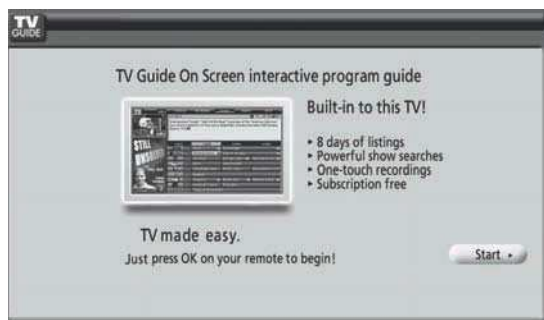 TV
GUIDE
TV Guide On Screen interactive program guide
Built-in to this TV!
▸ 8 days of listings
▸ Powerful show searches
▸ One-touch recordings
▸ Subscription free
STILL
TV made easy.
Just press OK on your remote to begin!
Start ▸